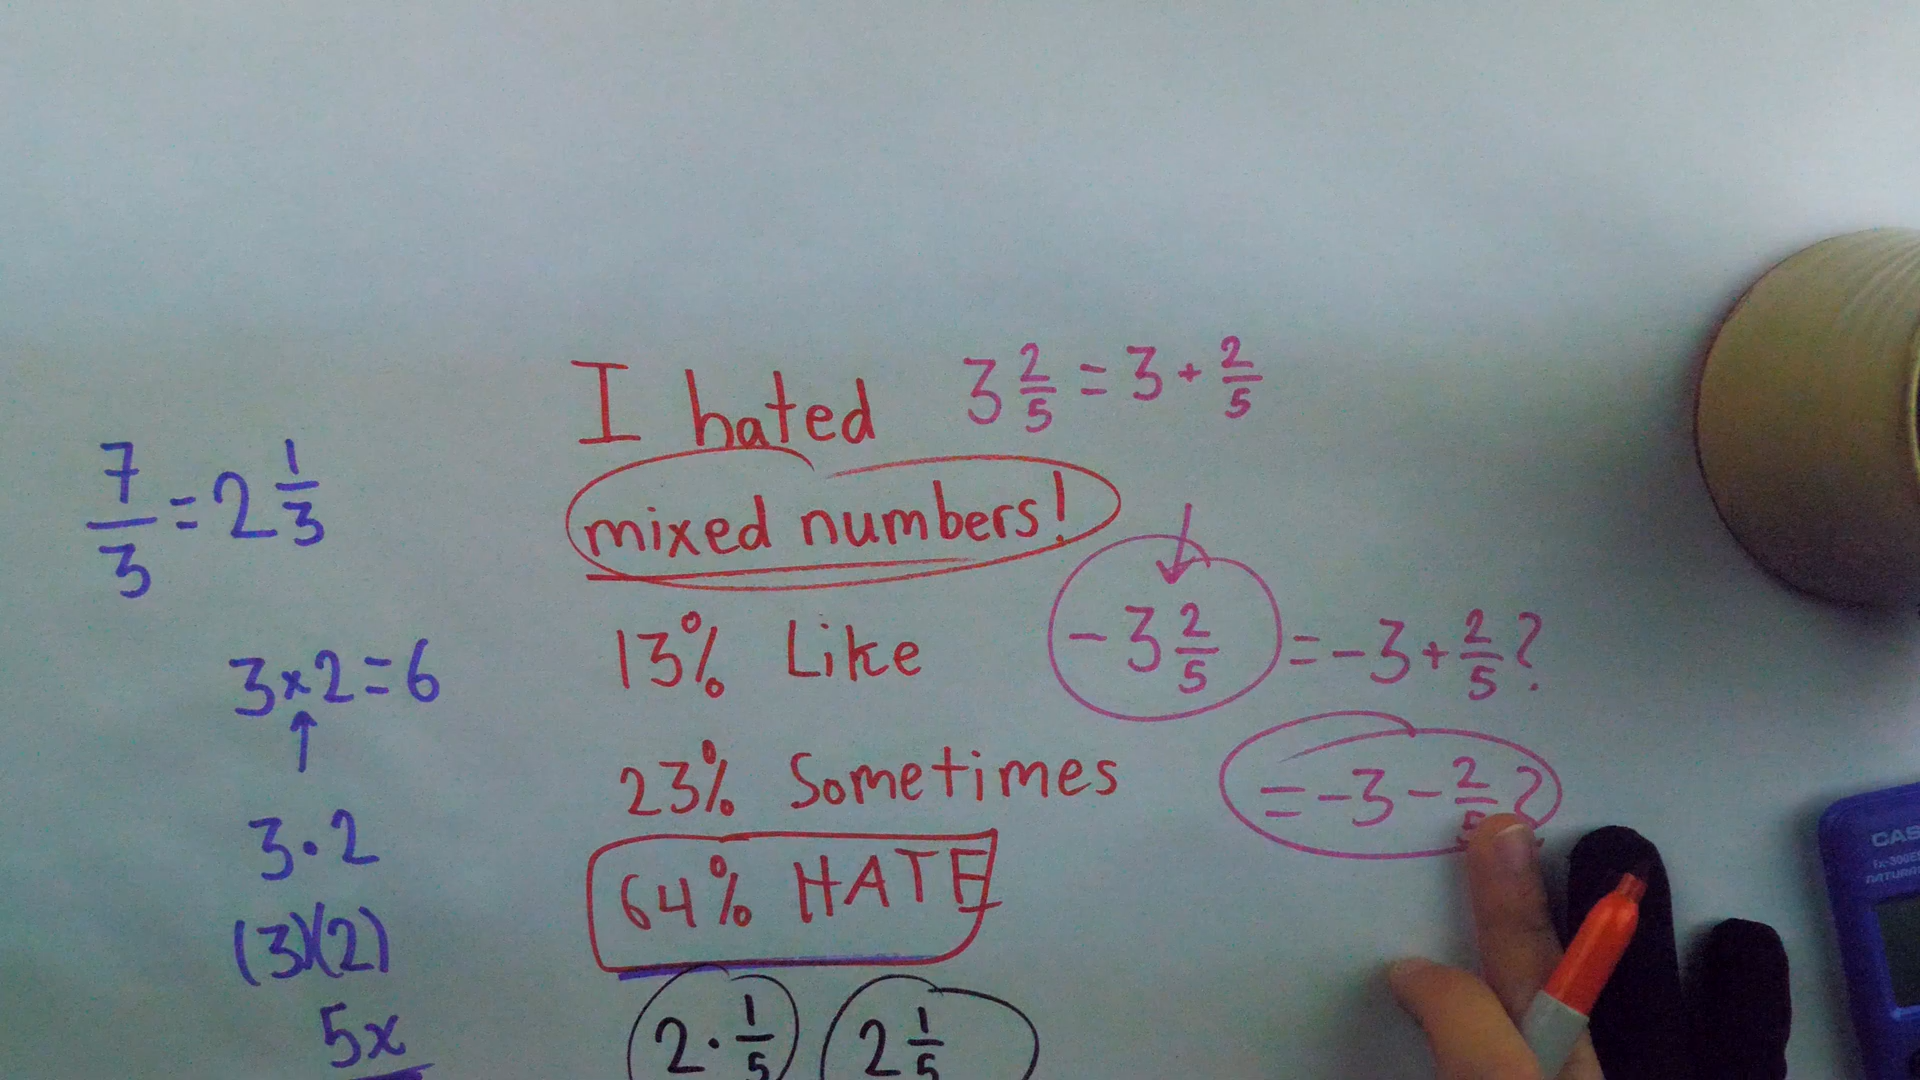 I hated
mixed numbers!
13% Like
23% Sometimes
64% HATE
2 · 1/5
2 1/5
7/3 = 2 1/3
3 x 2 = 6
3 · 2
(3)(2)
5x
3 2/5 = 3 + 2/5
-3 2/5 = -3 + 2/5 ?
= -3 - 2/5 ?
CAS